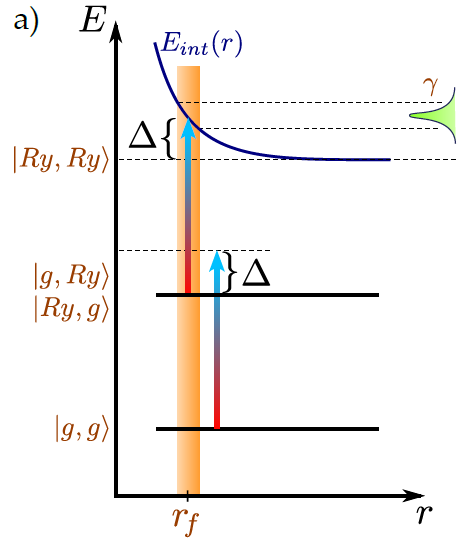 a)
E
E_int(r)
γ
Δ
|Ry, Ry⟩
|g, Ry⟩
Δ
|Ry, g⟩
|g, g⟩
r_f
r